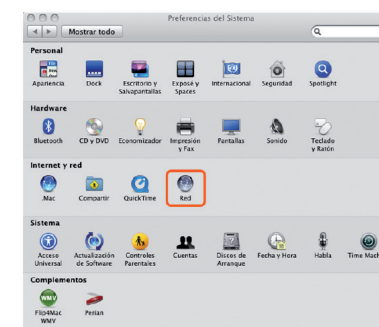 Preferencias del Sistema
Mostrar todo
Personal
Apariencia
Dock
Escritorio y Salvapantallas
Exposé y Spaces
Internacional
Seguridad
Spotlight
Hardware
Bluetooth
CD y DVD
Economizador
Impresión y Fax
Pantallas
Sonido
Teclado y Ratón
Internet y red
.Mac
Compartir
QuickTime
Red
Sistema
Acceso Universal
Actualización de Software
Controles Parentales
Cuentas
Discos de Arranque
Fecha y Hora
Habla
Time Mach
Complementos
WMV
Flip4Mac WMV
Perian